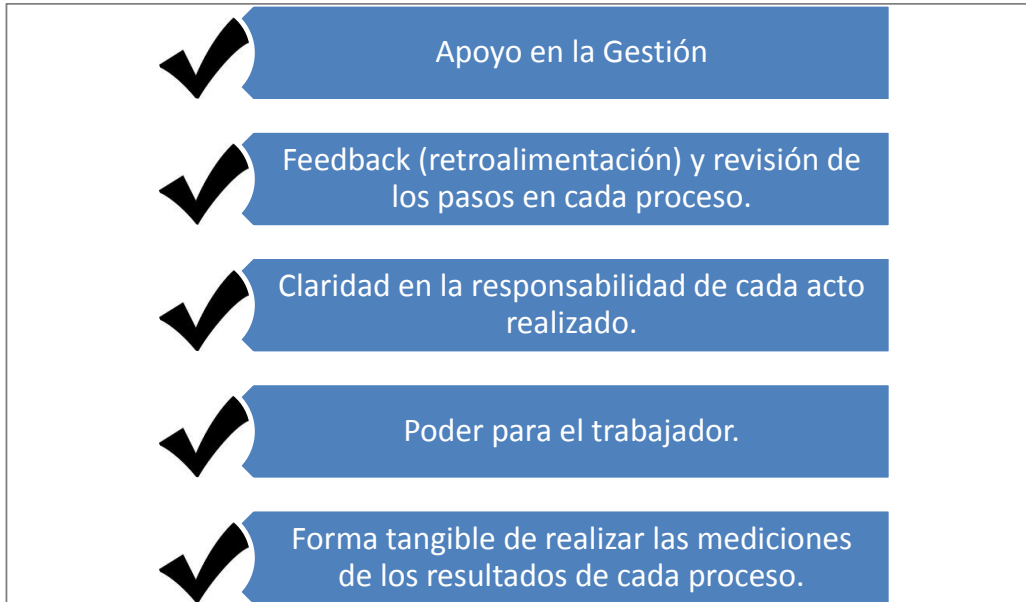 Apoyo en la Gestión
Feedback (retroalimentación) y revisión de
los pasos en cada proceso.
Claridad en la responsabilidad de cada acto
realizado.
Poder para el trabajador.
Forma tangible de realizar las mediciones
de los resultados de cada proceso.